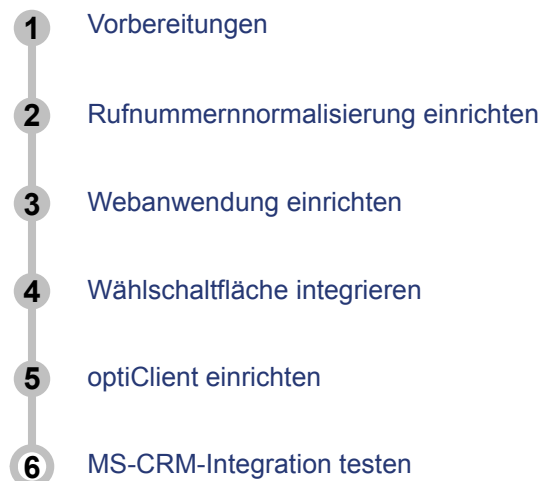 1 Vorbereitungen
2 Rufnummernnormalisierung einrichten
3 Webanwendung einrichten
4 Wählschaltfläche integrieren
5 optiClient einrichten
6 MS-CRM-Integration testen